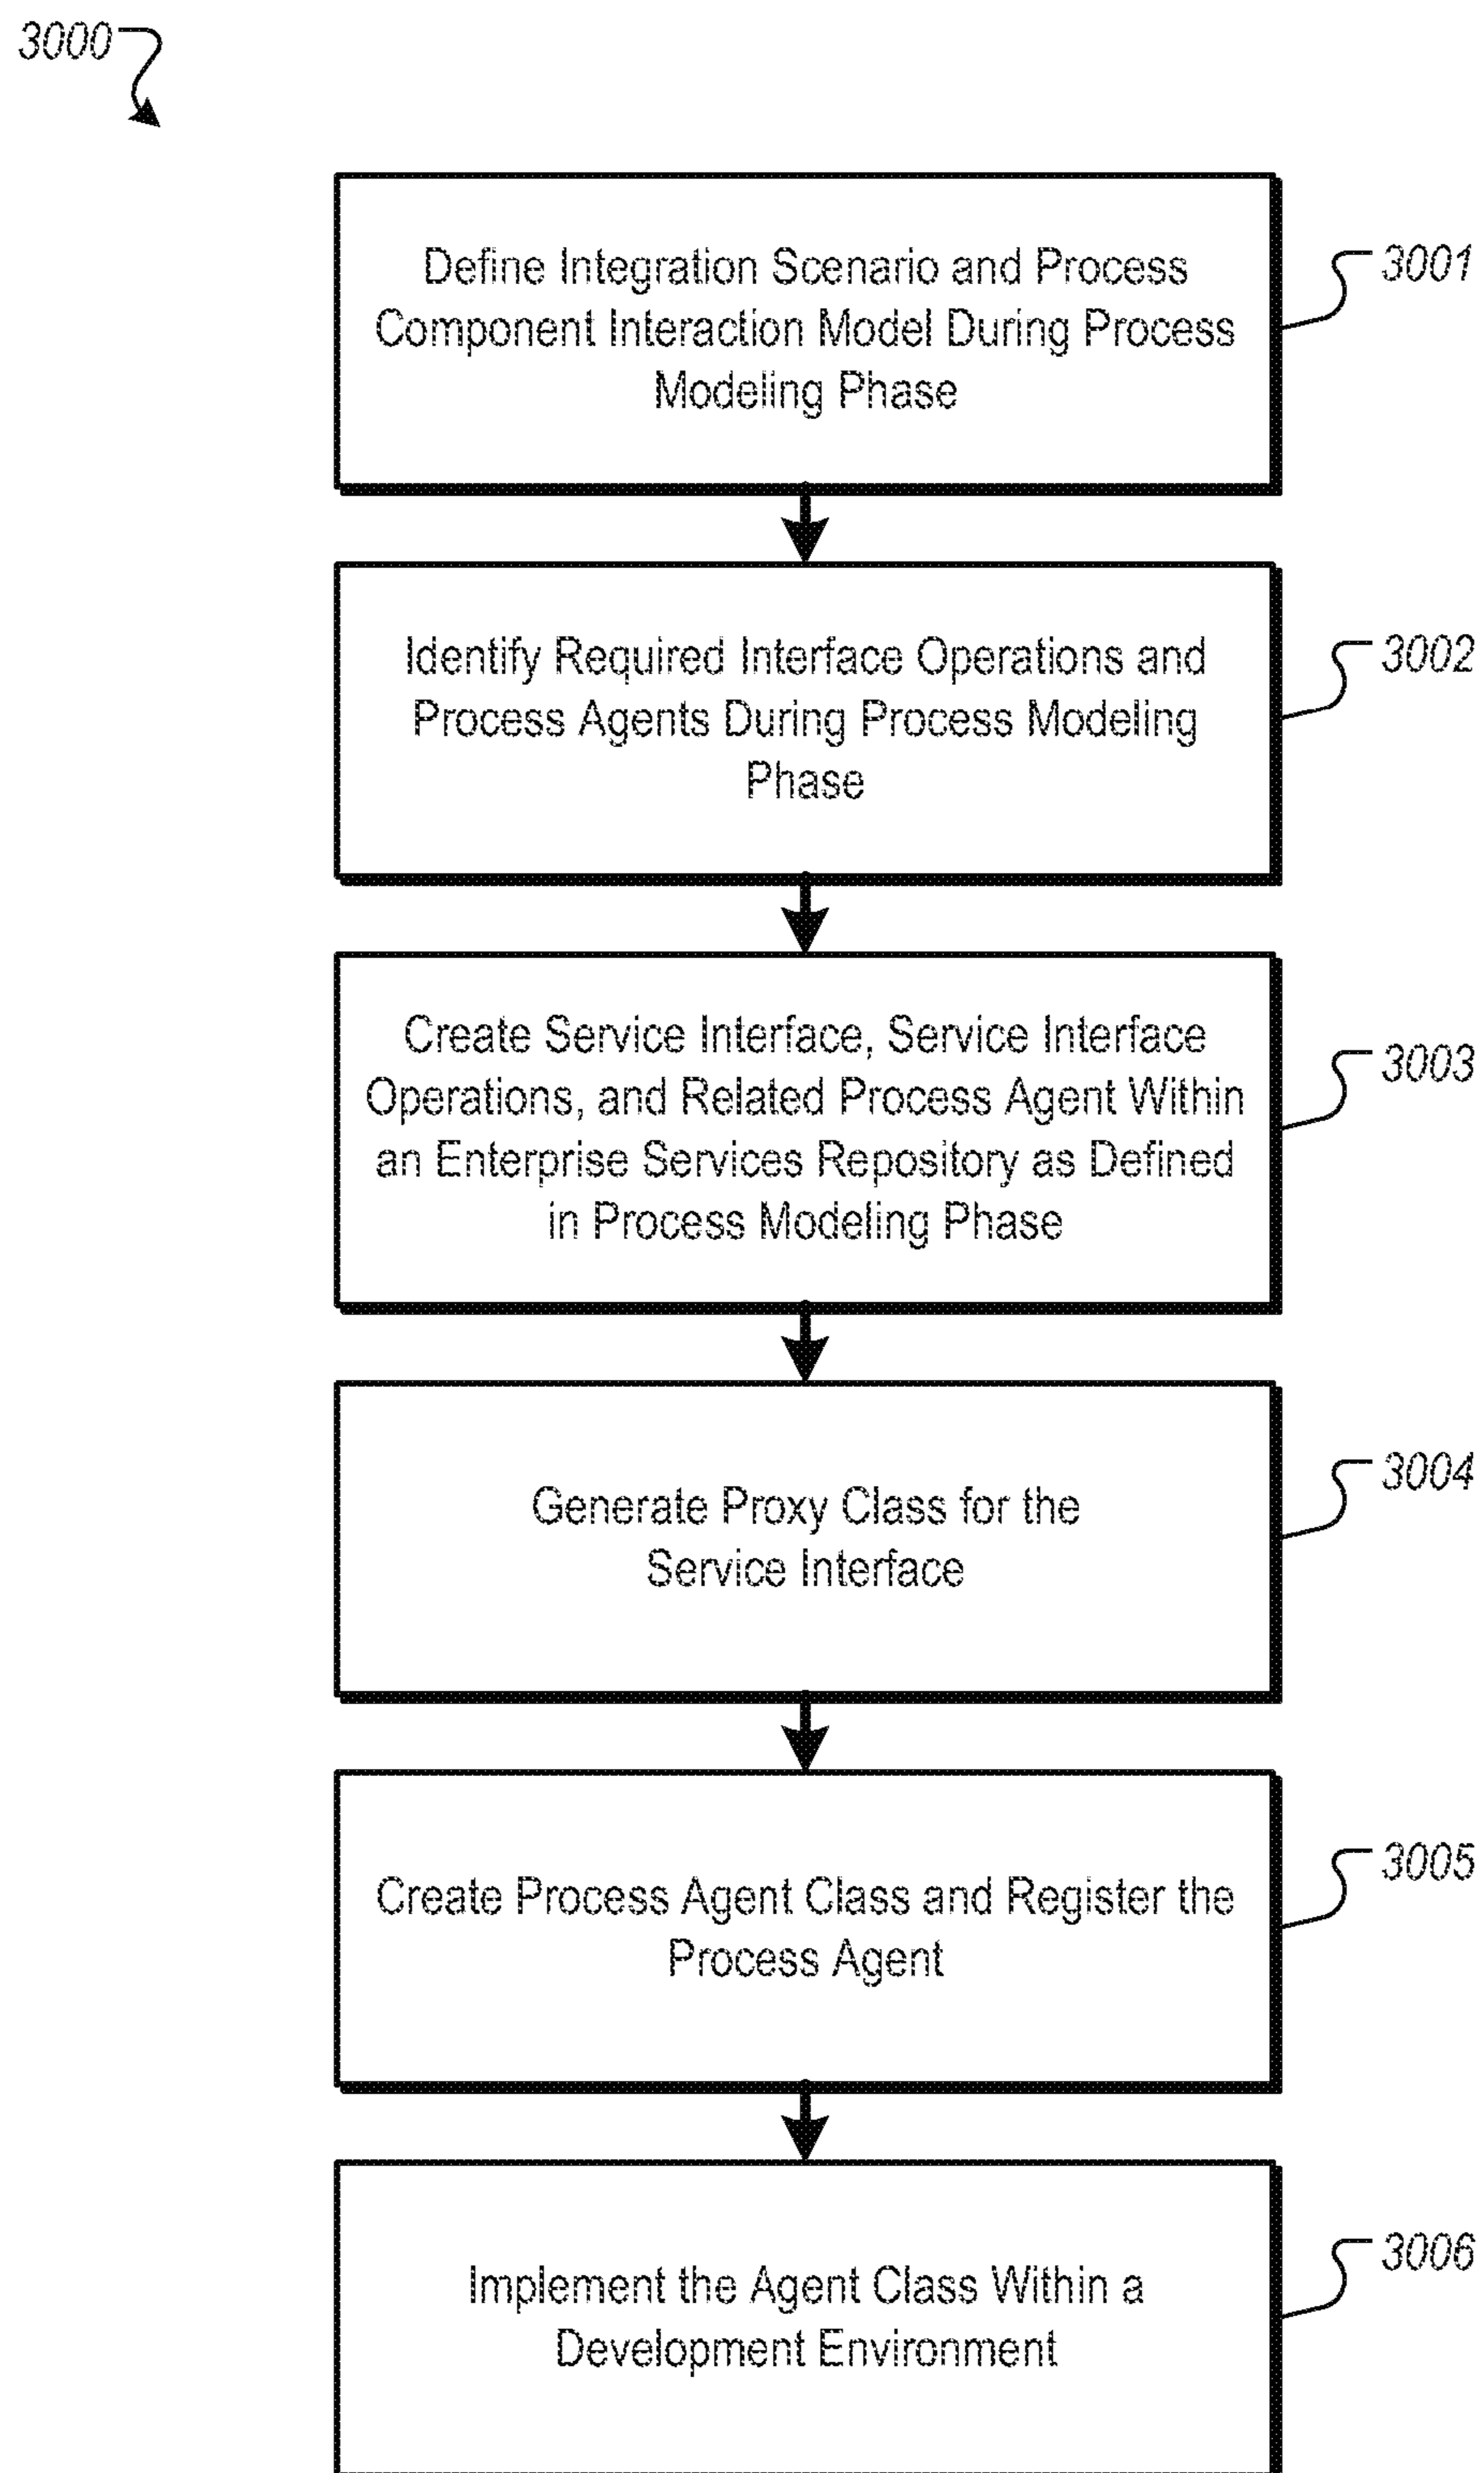 3000
Define Integration Scenario and Process
Component Interaction Model During Process
Modeling Phase
3001
Identify Required Interface Operations and
Process Agents During Process Modeling
Phase
3002
Create Service Interface, Service Interface
Operations, and Related Process Agent Within
an Enterprise Services Repository as Defined
in Process Modeling Phase
3003
Generate Proxy Class for the
Service Interface
3004
Create Process Agent Class and Register the
Process Agent
3005
Implement the Agent Class Within a
Development Environment
3006